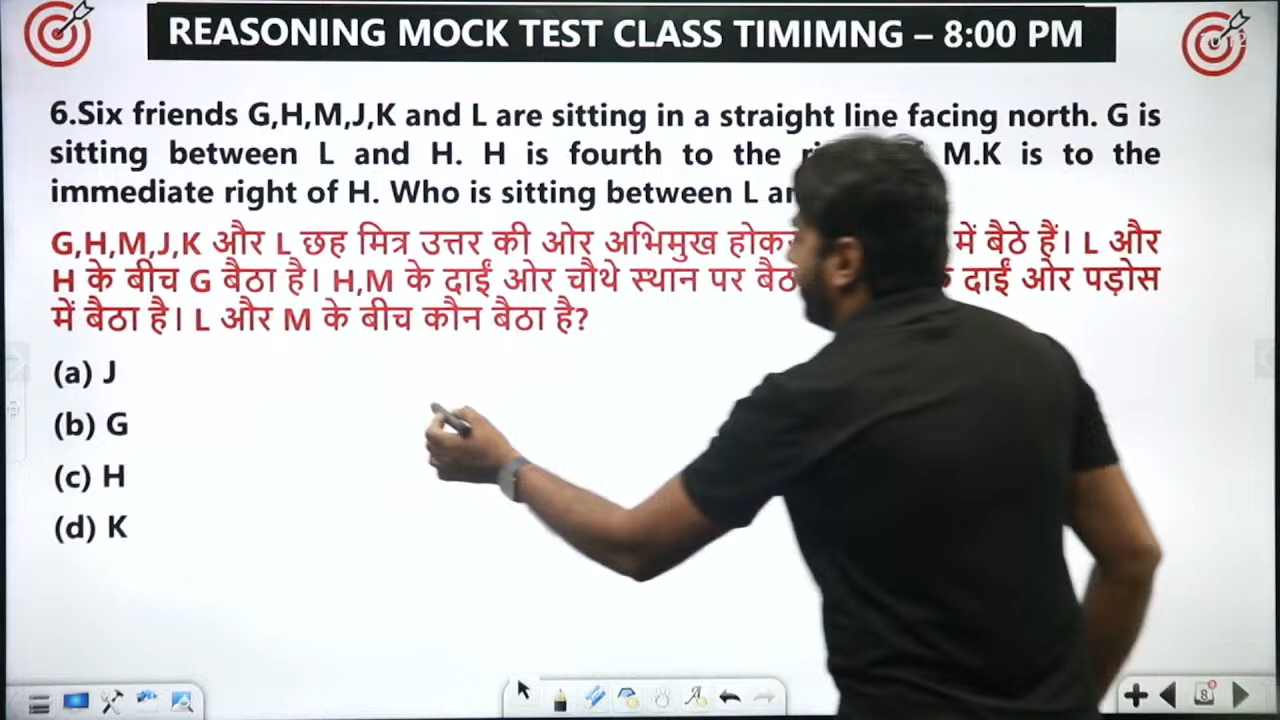 REASONING MOCK TEST CLASS TIMIMNG – 8:00 PM
6.Six friends G,H,M,J,K and L are sitting in a straight line facing north. G is
sitting between L and H. H is fourth to the M.K is to the
immediate right of H. Who is sitting between L
G,H,M,J,K और L छह मित्र उत्तर की ओर अभिमुख में बैठे हैं। L और
H के बीच G बैठा है। H,M के दाईं ओर चौथे स्थान पर दाईं ओर पड़ोस
में बैठा है। L और M के बीच कौन बैठा है?
(a) J
(b) G
(c) H
(d) K
8